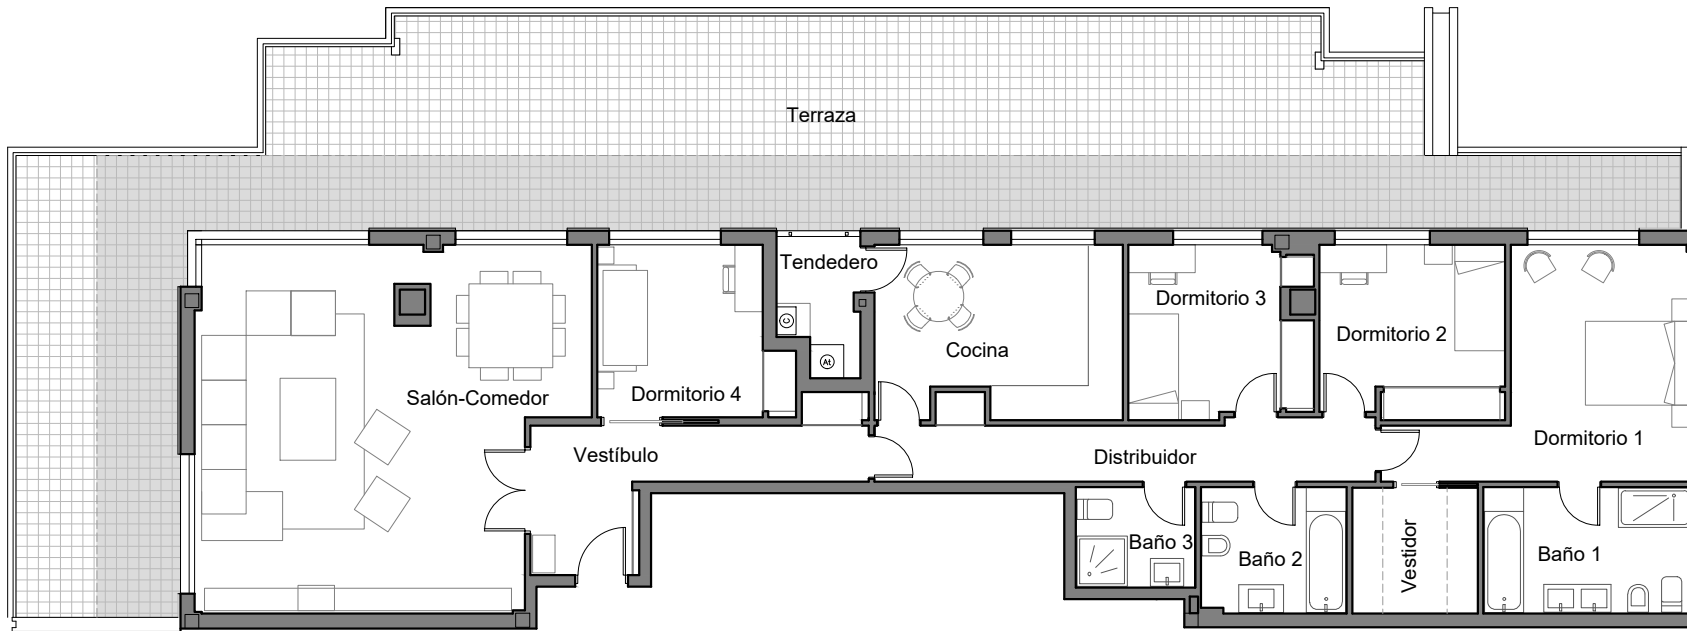 Terraza
Tendedero
Dormitorio 3
Dormitorio 2
C
Cocina
At
Dormitorio 4
Salón-Comedor
Dormitorio 1
Vestíbulo
Distribuidor
Baño 3
Baño 2
Vestidor
Baño 1